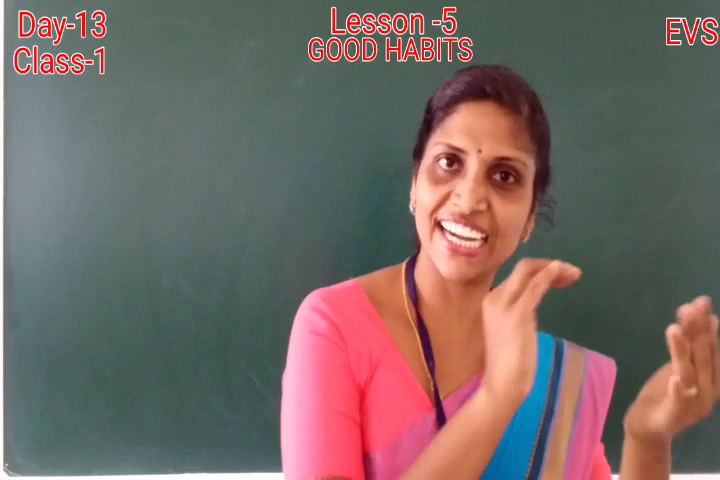 Day-13
Class-1
Lesson -5
GOOD HABITS
EVS